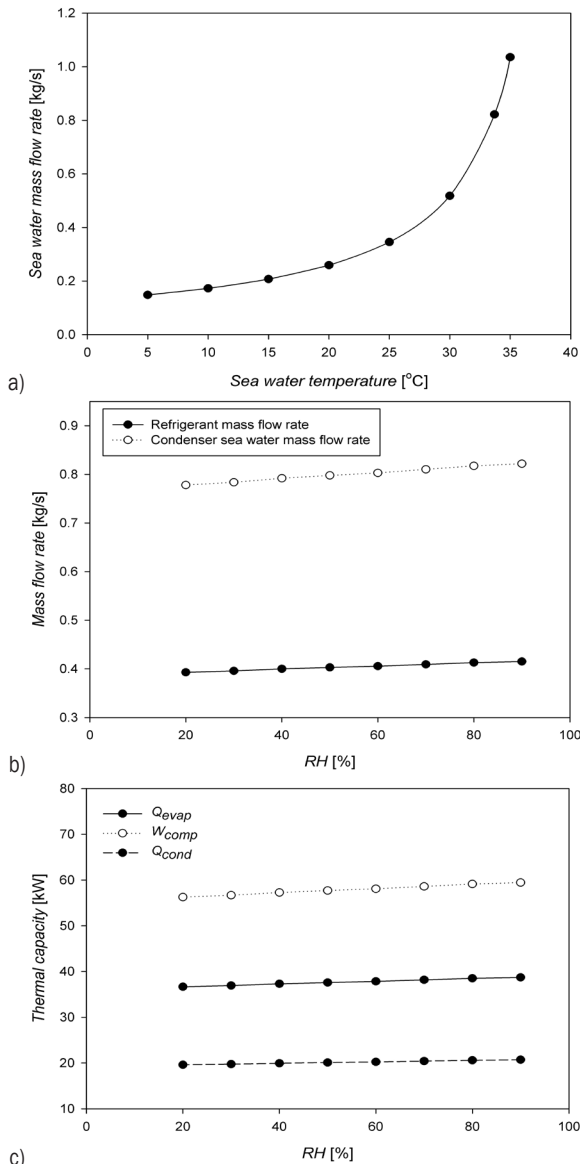 1.2
1.0
0.8
0.6
0.4
0.2
0.0
Sea water mass flow rate [kg/s]
0 5 10 15 20 25 30 35 40
a) Sea water temperature [°C]
Refrigerant mass flow rate
Condenser sea water mass flow rate
0.9
0.8
0.7
0.6
0.5
0.4
0.3
Mass flow rate [kg/s]
0 20 40 60 80 100
b) RH [%]
Qevap
Wcomp
Qcond
80
70
60
50
40
30
20
10
Thermal capacity [kW]
0 20 40 60 80 100
c) RH [%]